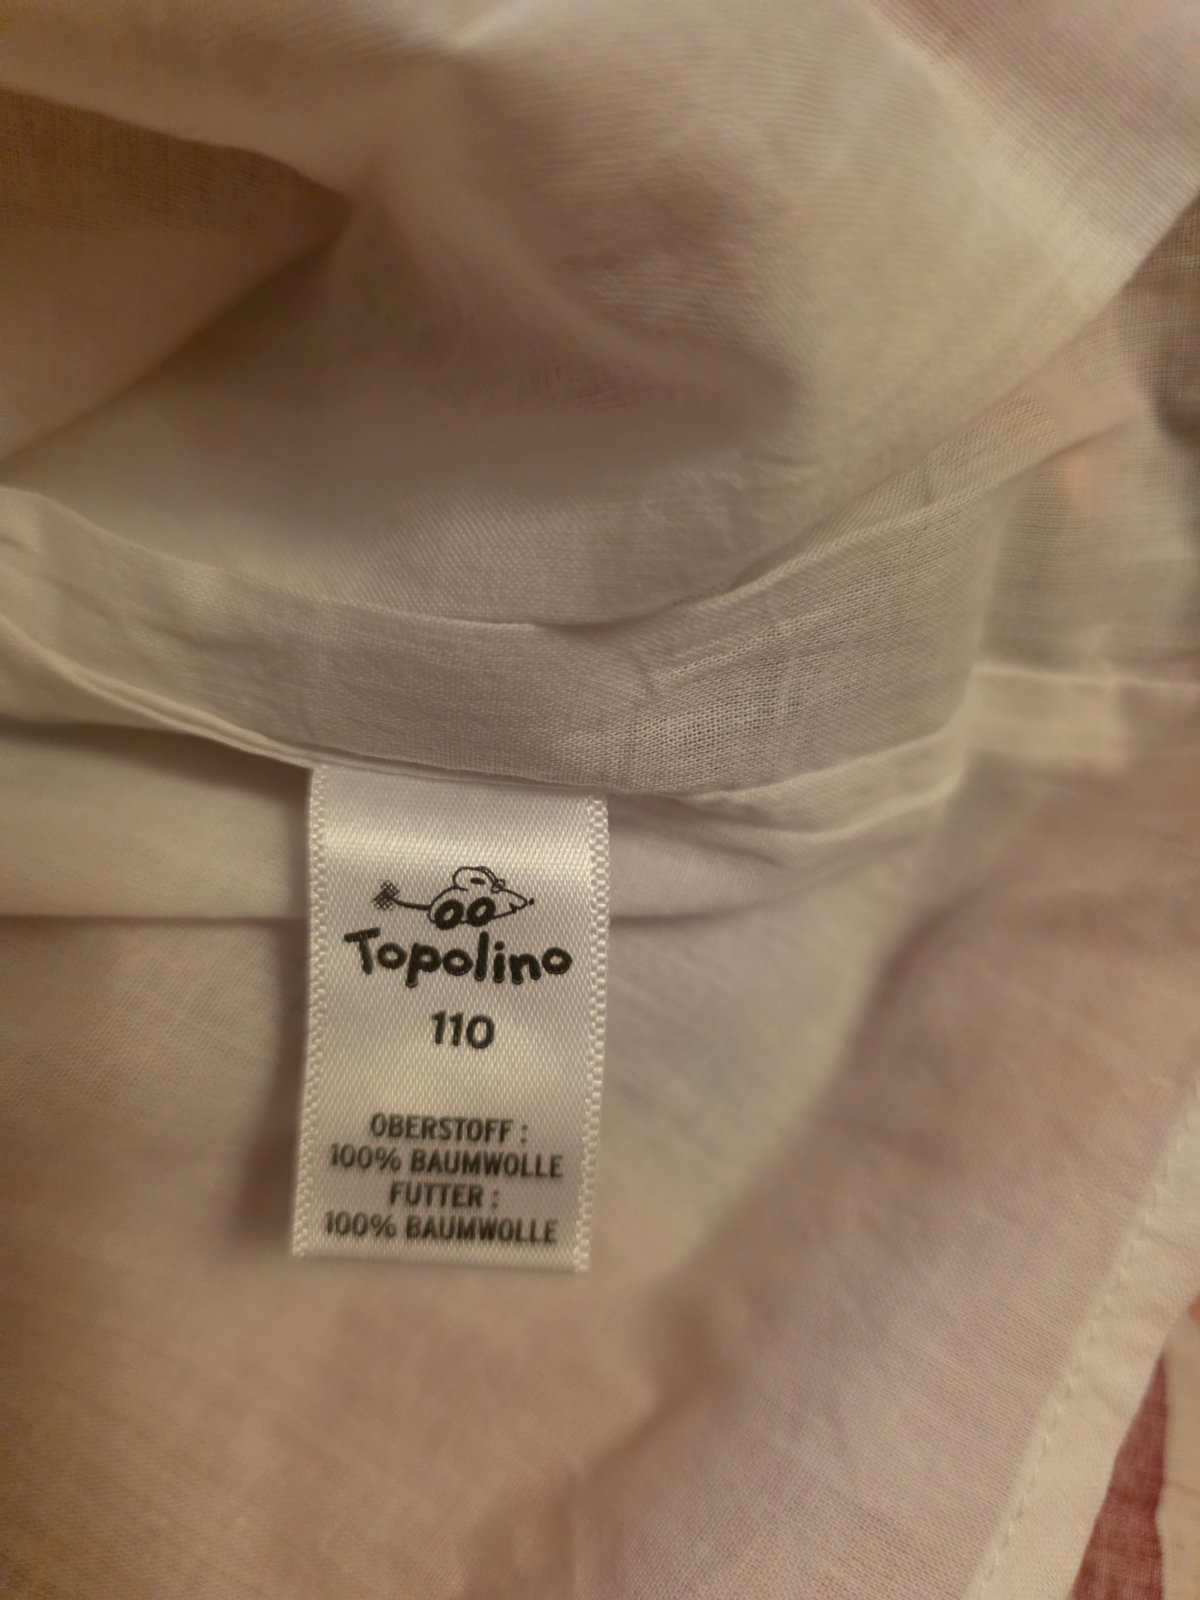 Topolino
110
OBERSTOFF :
100% BAUMWOLLE
FUTTER :
100% BAUMWOLLE